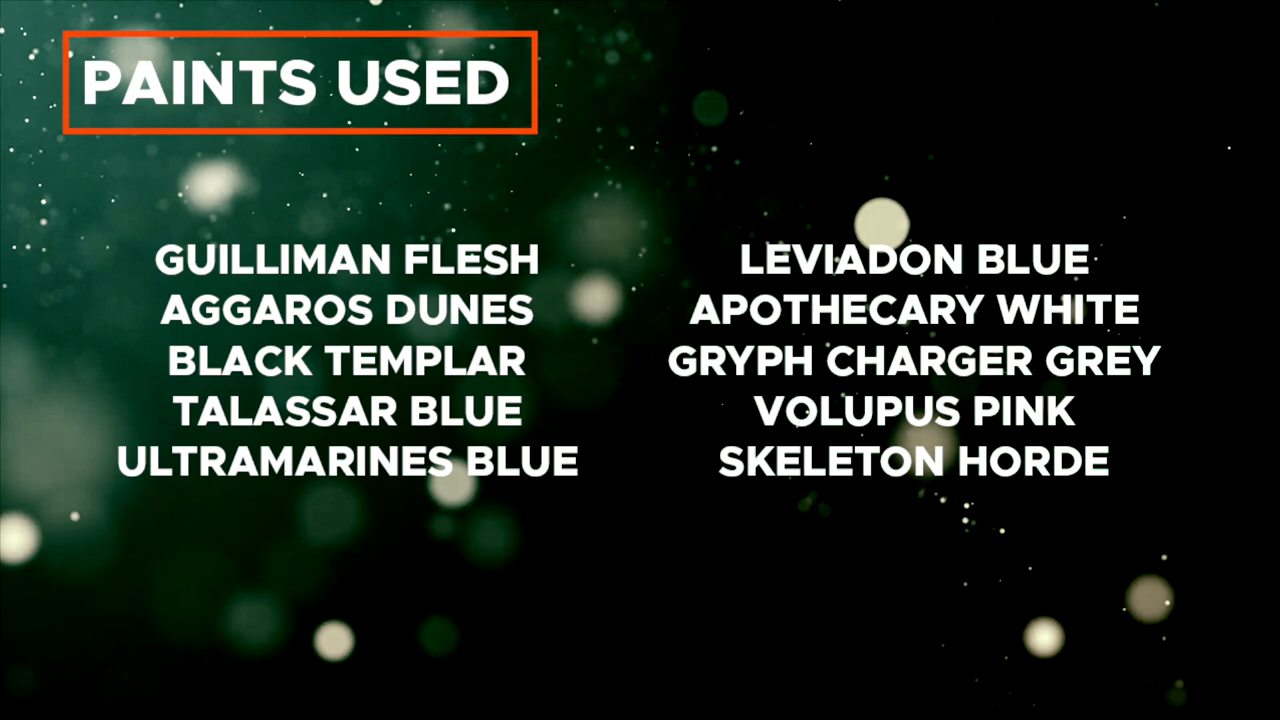 PAINTS USED
GUILLIMAN FLESH
AGGAROS DUNES
BLACK TEMPLAR
TALASSAR BLUE
ULTRAMARINES BLUE
LEVIADON BLUE
APOTHECARY WHITE
GRYPH CHARGER GREY
VOLUPUS PINK
SKELETON HORDE